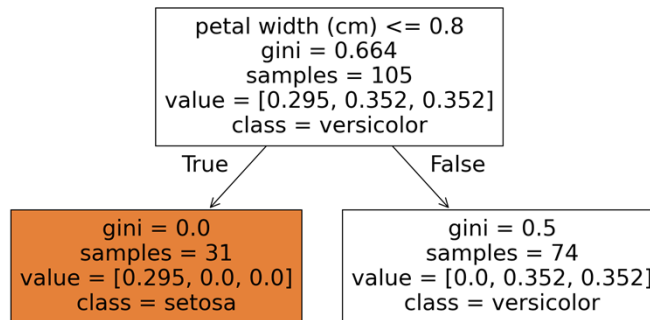 petal width (cm) <= 0.8
gini = 0.664
samples = 105
value = [0.295, 0.352, 0.352]
class = versicolor
True
False
gini = 0.0
samples = 31
value = [0.295, 0.0, 0.0]
class = setosa
gini = 0.5
samples = 74
value = [0.0, 0.352, 0.352]
class = versicolor